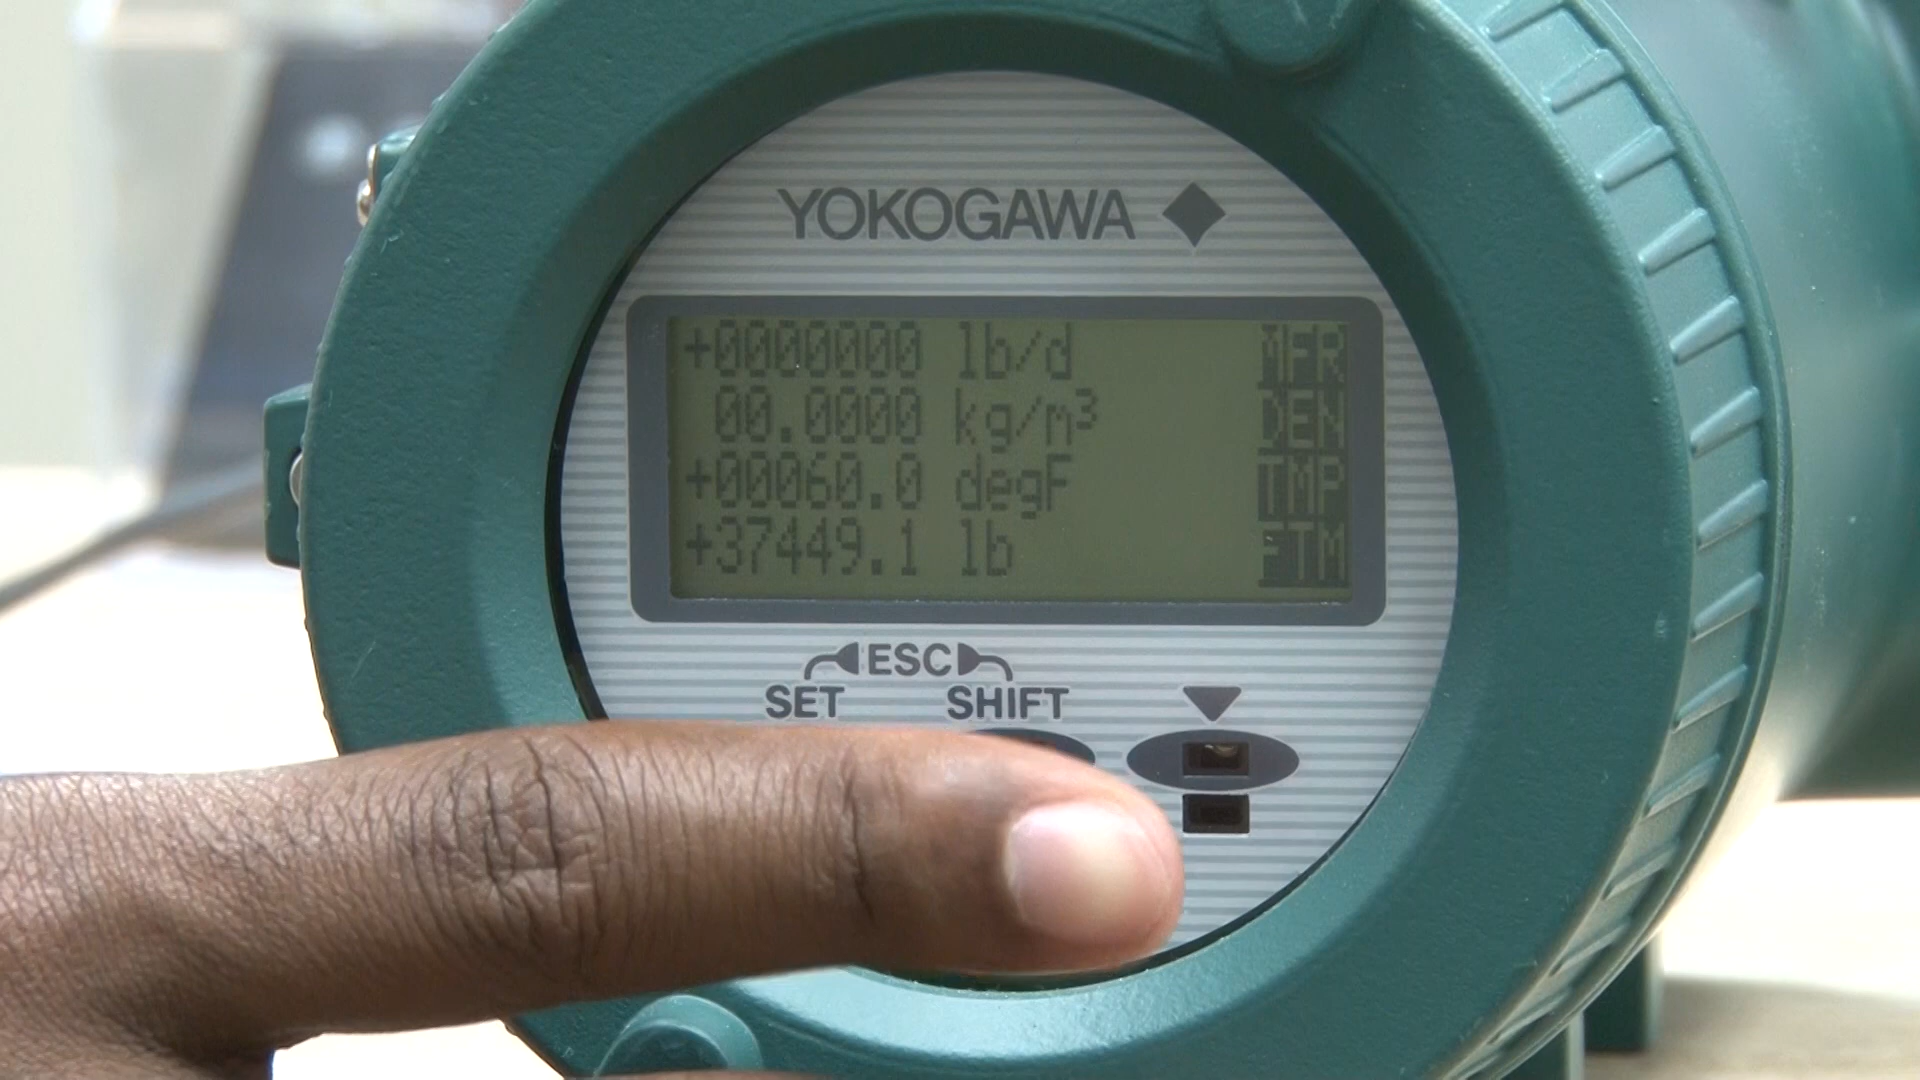 YOKOGAWA
+0000000 lb/d MFR
00.0000 kg/m³ DEN
+00060.0 degF TMP
+37449.1 lb FTM
ESC
SET SHIFT